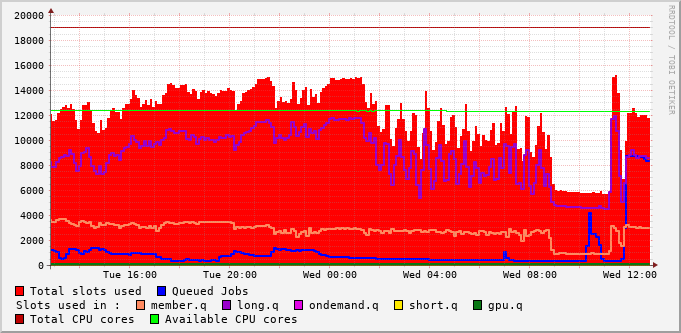 20000
18000
16000
14000
12000
10000
8000
6000
4000
2000
0
Tue 16:00 Tue 20:00 Wed 00:00 Wed 04:00 Wed 08:00 Wed 12:00
RRDTOOL / TOBI OETIKER
Total slots used Queued Jobs
Slots used in : member.q long.q ondemand.q short.q gpu.q
Total CPU cores Available CPU cores